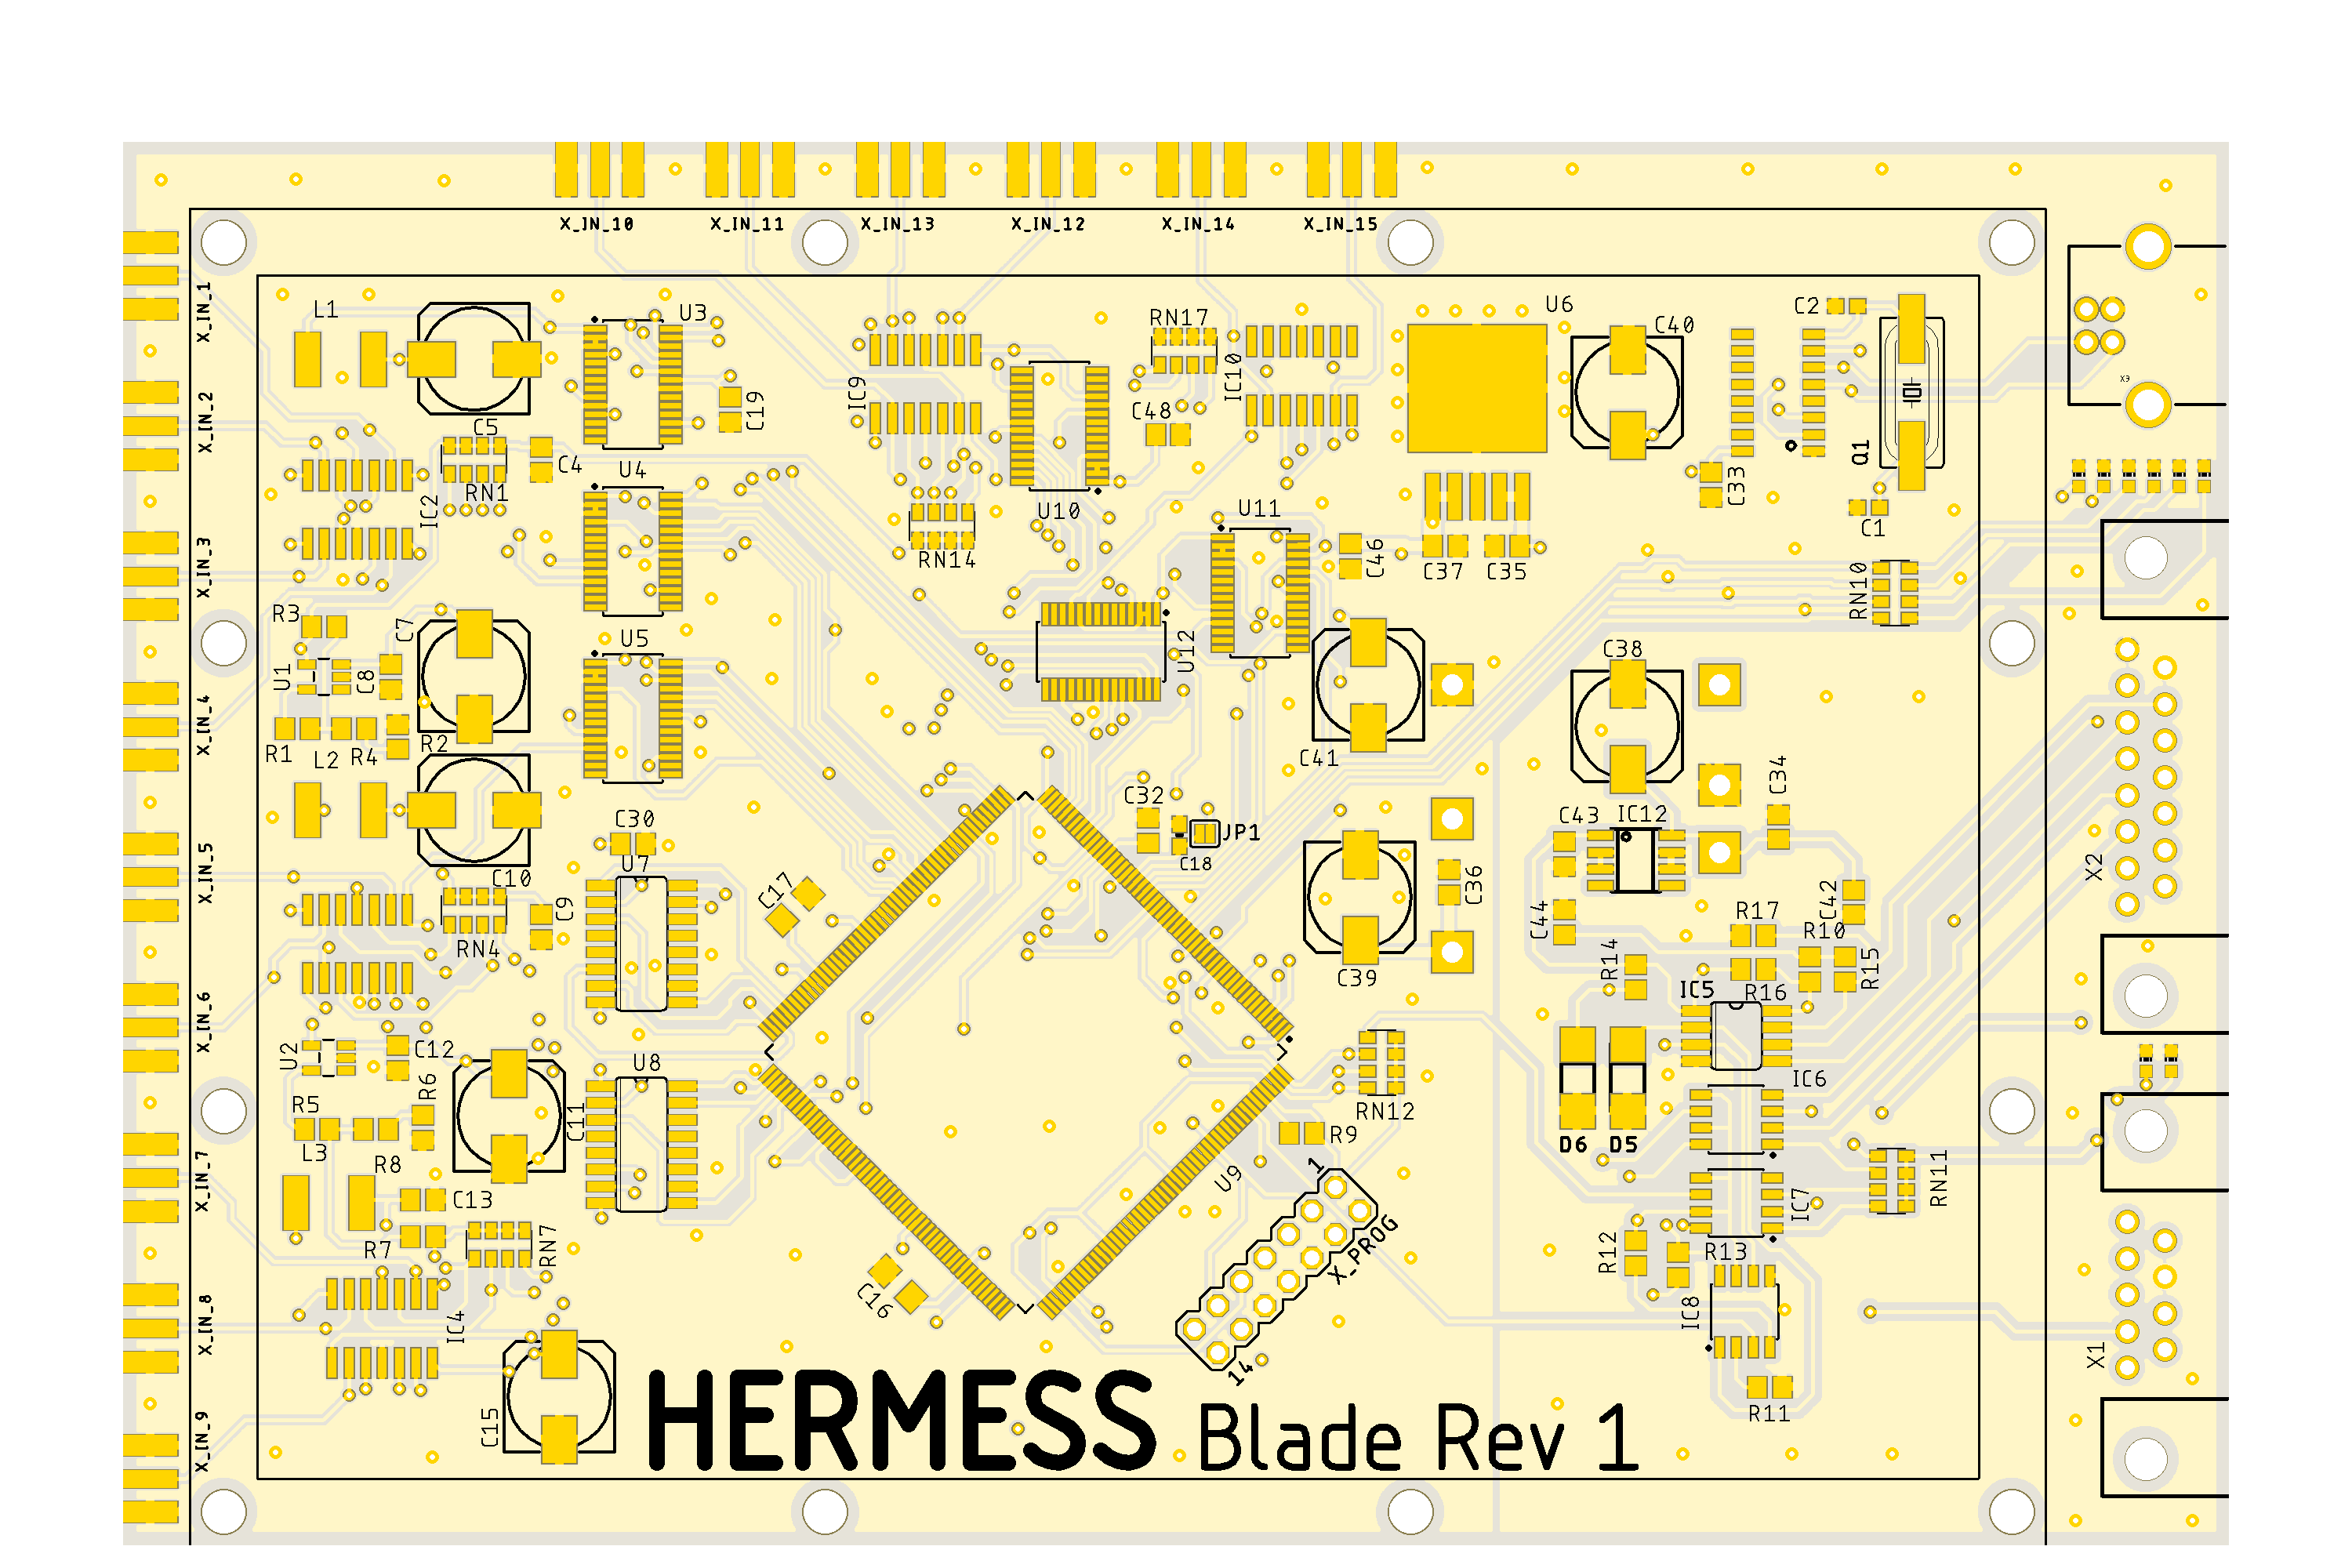 X_IN_10 X_IN_11 X_IN_13 X_IN_12 X_IN_14 X_IN_15
X_IN_1
X_IN_2
X_IN_3
X_IN_4
X_IN_5
X_IN_6
X_IN_7
X_IN_8
X_IN_9
L1
U3
RN17
U6
C40
C2
IC9
IC10
C19
C48
C5
C4
U4
RN1
IC2
U10
U11
RN14
C46
C37
C35
C33
Q1
C1
X3
RN10
R3
C7
U5
U1
C8
U12
C38
R1
L2
R4
R2
C41
C34
C30
U7
C32
JP1
C18
C43
IC12
C10
C9
RN4
C17
C36
C39
C44
C42
X2
R17
R10
R14
R15
IC5
R16
U2
C12
U8
R6
R5
L3
R8
C11
RN12
R9
IC6
D6
D5
U9
1
X_PROG
14
C13
R7
RN7
IC4
C16
C15
R12
R13
IC7
RN11
IC8
R11
X1
HERMESS Blade Rev 1